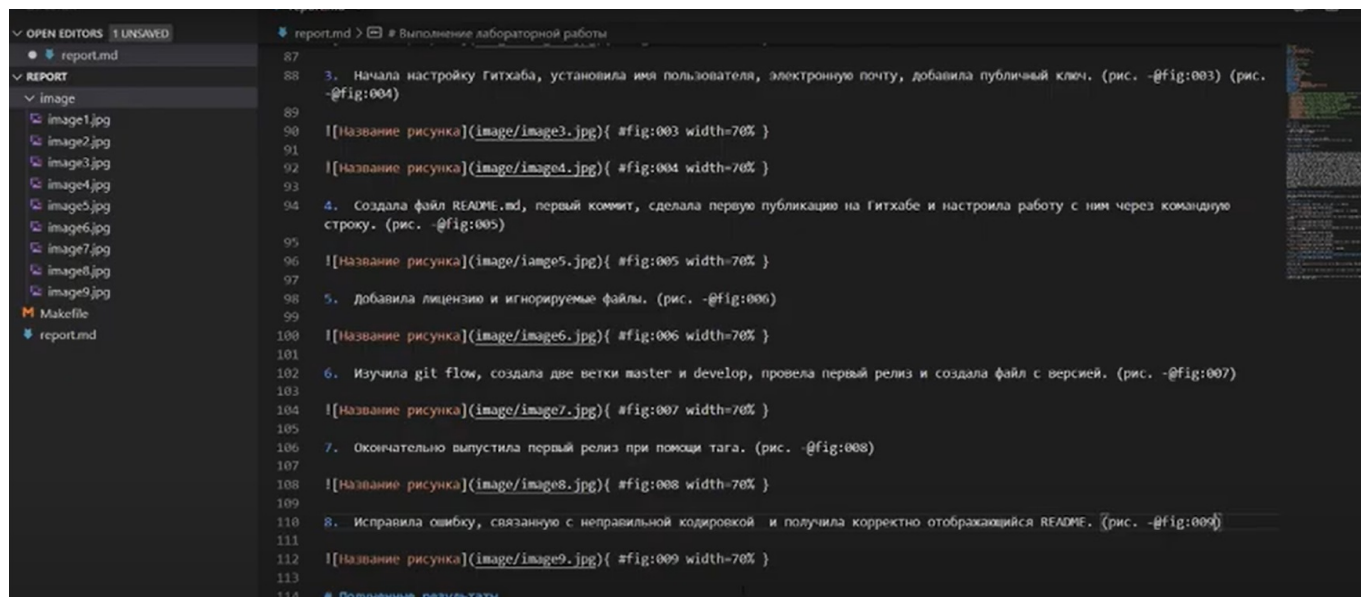 OPEN EDITORS 1 UNSAVED
report.md
REPORT
image
image1.jpg
image2.jpg
image3.jpg
image4.jpg
image5.jpg
image6.jpg
image7.jpg
image8.jpg
image9.jpg
Makefile
report.md
report.md > # Выполнение лабораторной работы
87
88 3. Начала настройку Гитхаба, установила имя пользователя, электронную почту, добавила публичный ключ. (рис. -@fig:003) (рис.
-@fig:004)
89
90 ![Название рисунка](image/image3.jpg){ #fig:003 width=70% }
91
92 ![Название рисунка](image/image4.jpg){ #fig:004 width=70% }
93
94 4. Создала файл README.md, первый коммит, сделала первую публикацию на Гитхабе и настроила работу с ним через командную
строку. (рис. -@fig:005)
95
96 ![Название рисунка](image/iamge5.jpg){ #fig:005 width=70% }
97
98 5. Добавила лицензию и игнорируемые файлы. (рис. -@fig:006)
99
100 ![Название рисунка](image/image6.jpg){ #fig:006 width=70% }
101
102 6. Изучила git flow, создала две ветки master и develop, провела первый релиз и создала файл с версией. (рис. -@fig:007)
103
104 ![Название рисунка](image/image7.jpg){ #fig:007 width=70% }
105
106 7. Окончательно выпустила первый релиз при помощи тага. (рис. -@fig:008)
107
108 ![Название рисунка](image/image8.jpg){ #fig:008 width=70% }
109
110 8. Исправила ошибку, связанную с неправильной кодировкой и получила корректно отображающийся README. (рис. -@fig:009)
111
112 ![Название рисунка](image/image9.jpg){ #fig:009 width=70% }
113
114 # Полученные результаты